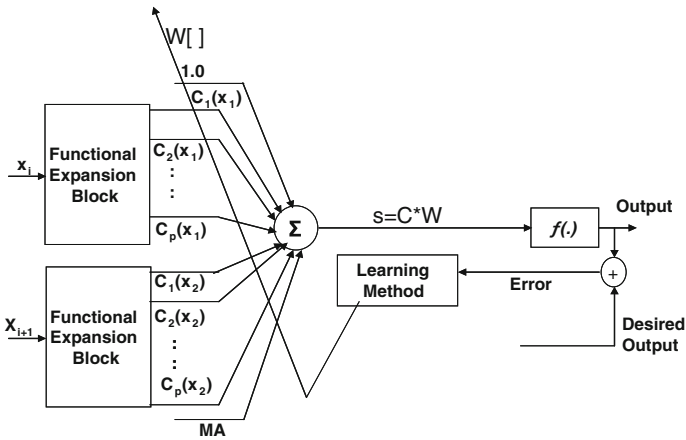 W[ ]
1.0
C₁(x₁)
Functional
Expansion
Block
xᵢ
C₂(x₁)
:
:
Cₚ(x₁)
Σ
s=C*W
f(.)
Output
+
Error
Learning
Method
Desired
Output
C₁(x₂)
Functional
Expansion
Block
Xᵢ₊₁
C₂(x₂)
:
:
Cₚ(x₂)
MA